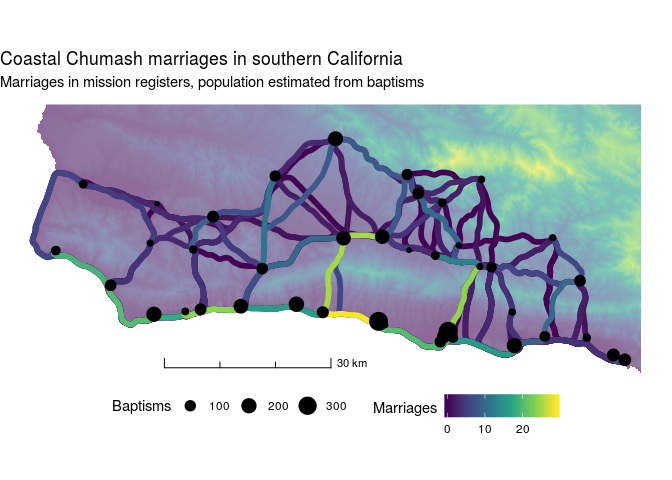 Coastal Chumash marriages in southern California
Marriages in mission registers, population estimated from baptisms
30 km
Baptisms 100 200 300 Marriages
0 10 20